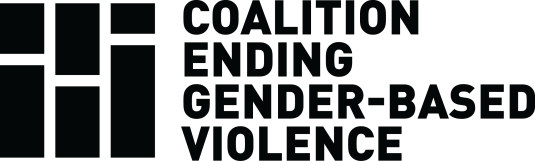 COALITION
ENDING
GENDER-BASED
VIOLENCE